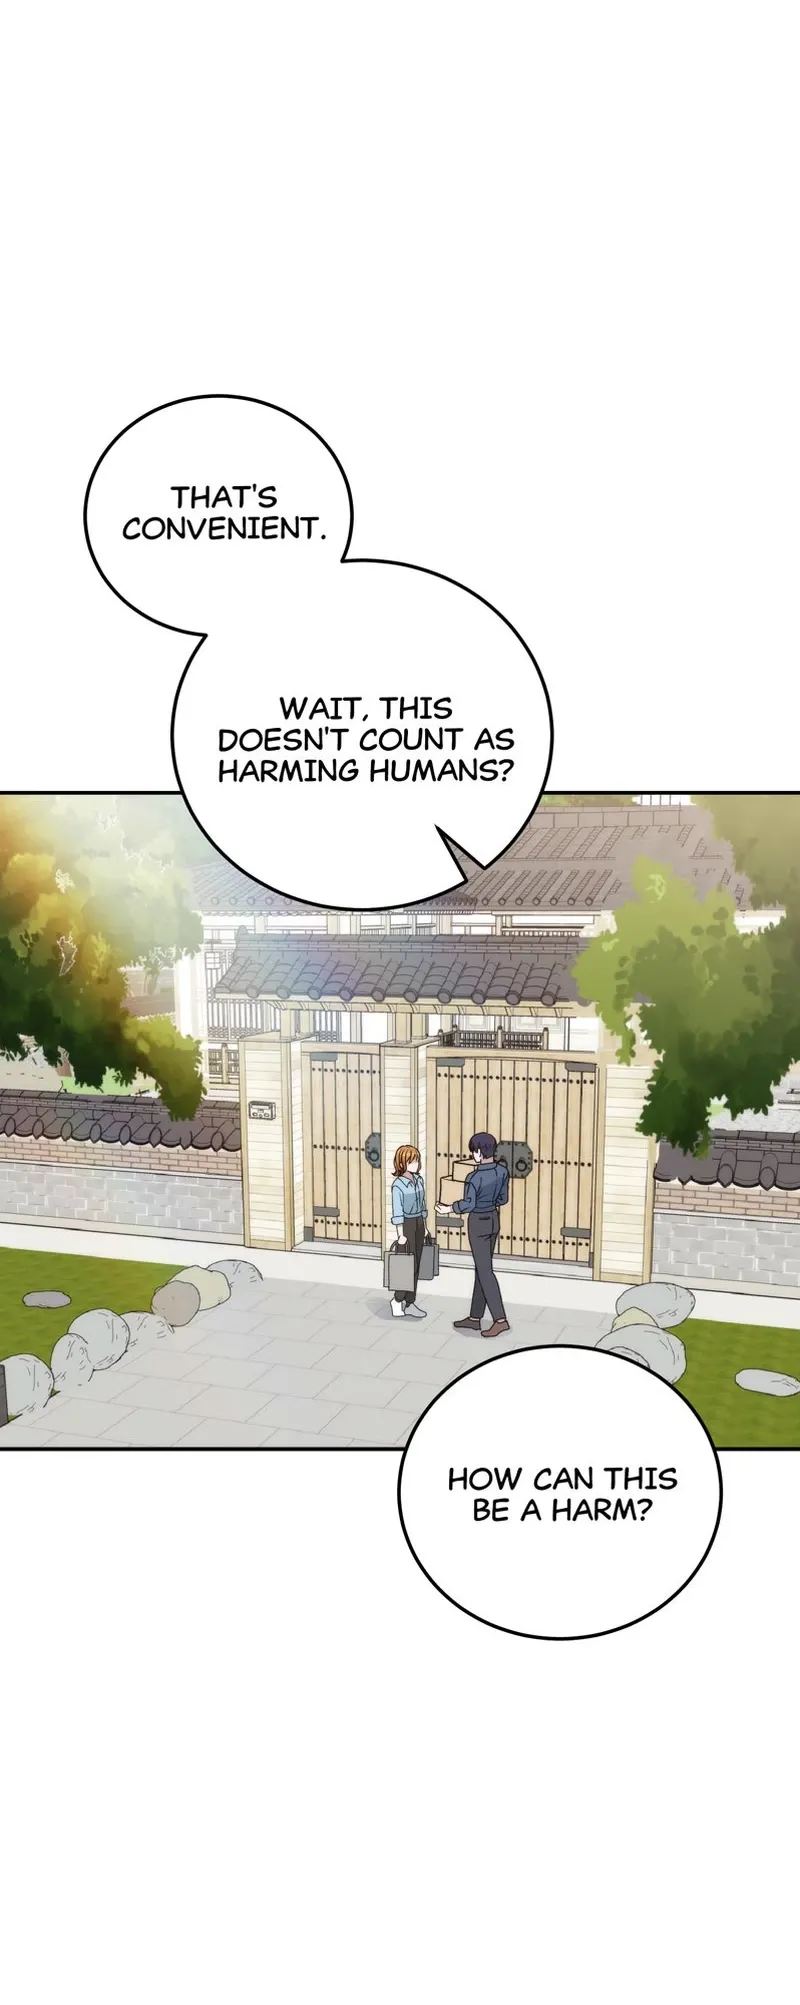 THAT'S
CONVENIENT.
WAIT, THIS
DOESN'T COUNT AS
HARMING HUMANS?
HOW CAN THIS
BE A HARM?